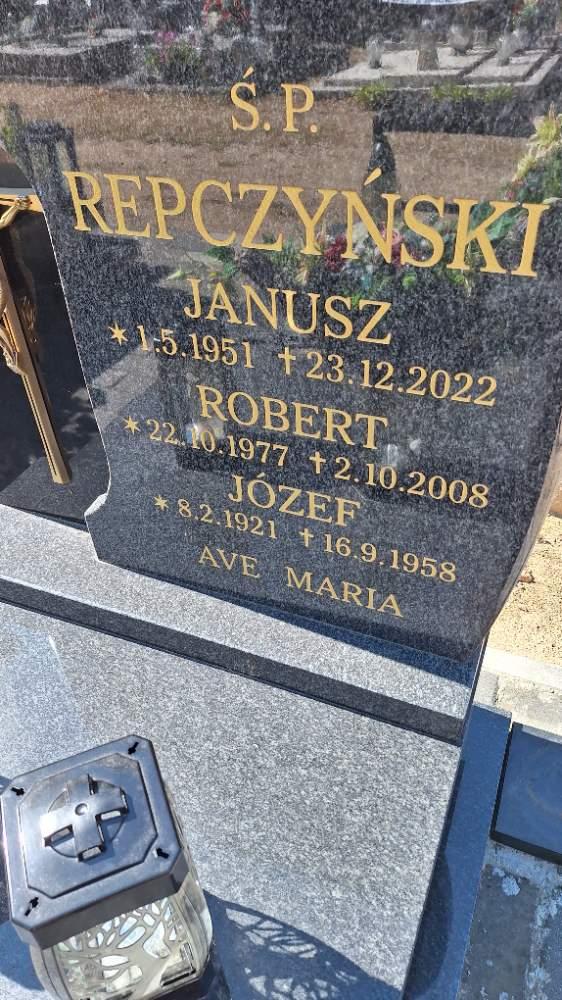 Ś.P.
REPCZYŃSKI
JANUSZ
* 1.5.1951 † 23.12.2022
ROBERT
* 22.10.1977 † 2.10.2008
JÓZEF
* 8.2.1921 † 16.9.1958
AVE MARIA